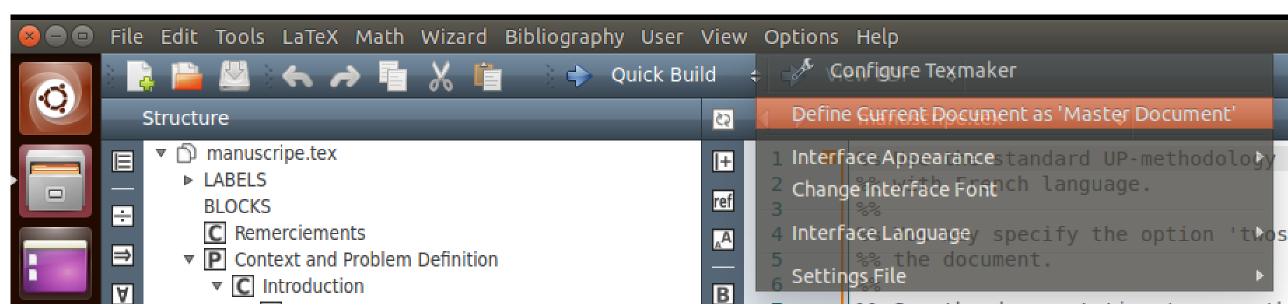 File Edit Tools LaTeX Math Wizard Bibliography User View Options Help
Quick Build
Configure Texmaker
Structure
Define Current Document as 'Master Document'
manuscripe.tex
manuscripe.tex
LABELS
BLOCKS
C Remerciements
P Context and Problem Definition
C Introduction
ref
A A
B
1 standard UP-methodology
Interface Appearance
2 %% with French language.
Change Interface Font
3 %%
4 specify the option 'twos
Interface Language
5 %% the document.
6
Settings File